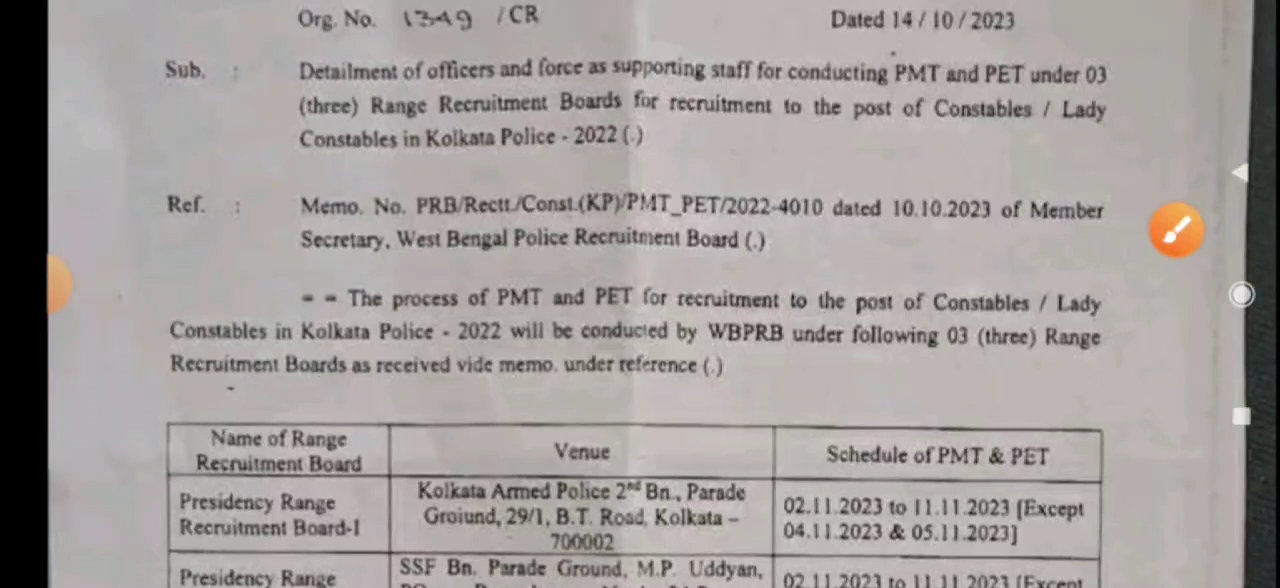 Org. No. 1349 /CR Dated 14 / 10 / 2023
Sub. : Detailment of officers and force as supporting staff for conducting PMT and PET under 03
(three) Range Recruitment Boards for recruitment to the post of Constables / Lady
Constables in Kolkata Police - 2022 (.)
Ref. : Memo. No. PRB/Rectt./Const.(KP)/PMT_PET/2022-4010 dated 10.10.2023 of Member
Secretary, West Bengal Police Recruitment Board (.)
= = The process of PMT and PET for recruitment to the post of Constables / Lady
Constables in Kolkata Police - 2022 will be conducted by WBPRB under following 03 (three) Range
Recruitment Boards as received vide memo. under reference (.)
Name of Range
Recruitment Board
Venue
Schedule of PMT & PET
Presidency Range
Recruitment Board-I
Kolkata Armed Police 2nd Bn., Parade
Groiund, 29/1, B.T. Road, Kolkata –
700002
02.11.2023 to 11.11.2023 [Except
04.11.2023 & 05.11.2023]
Presidency Range
SSF Bn. Parade Ground, M.P. Uddyan,
02.11.2023 to 11.11.2023 [Except